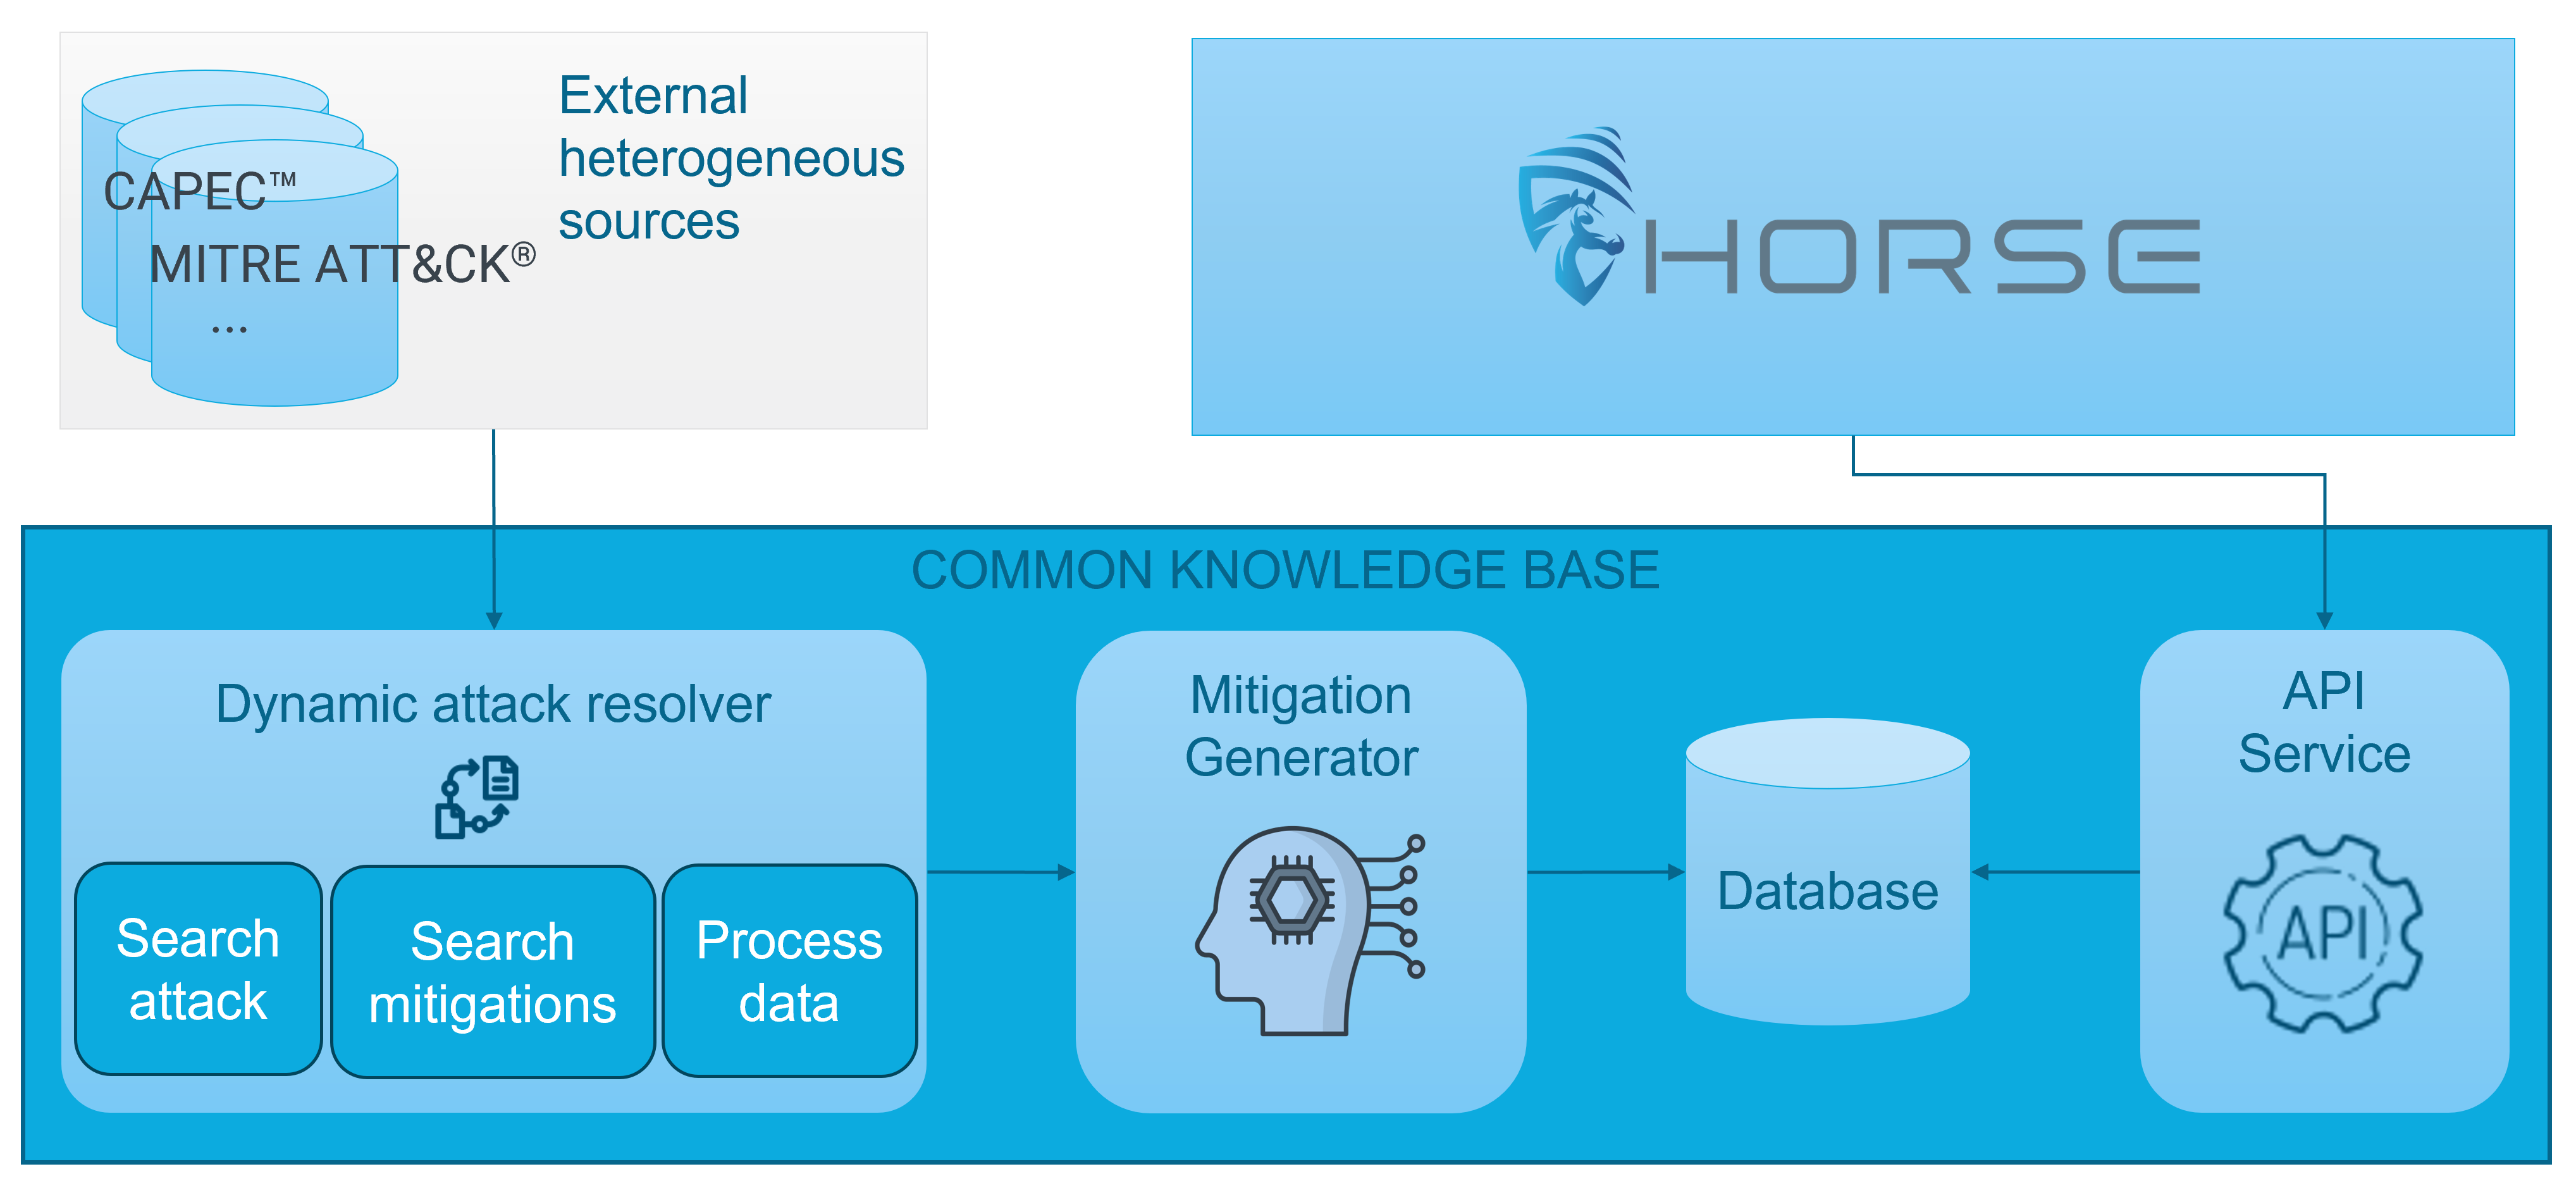 External
heterogeneous
sources
CAPEC™
MITRE ATT&CK®
...
HORSE
COMMON KNOWLEDGE BASE
Dynamic attack resolver
Search
attack
Search
mitigations
Process
data
Mitigation
Generator
Database
API
Service
API